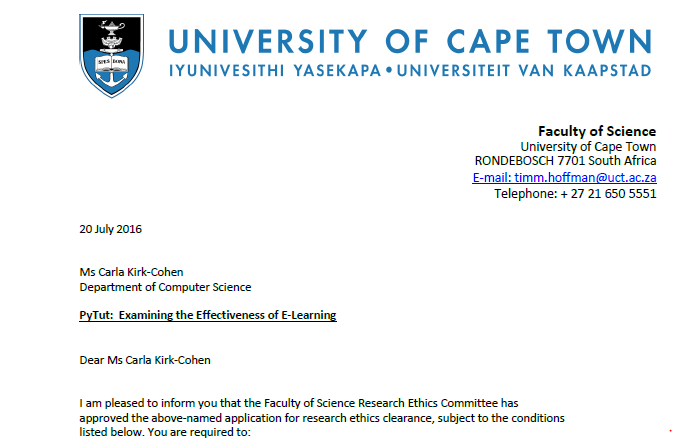 SPES BONA
UNIVERSITY OF CAPE TOWN
IYUNIVESITHI YASEKAPA • UNIVERSITEIT VAN KAAPSTAD
Faculty of Science
University of Cape Town
RONDEBOSCH 7701 South Africa
E-mail: timm.hoffman@uct.ac.za
Telephone: + 27 21 650 5551
20 July 2016
Ms Carla Kirk-Cohen
Department of Computer Science
PyTut: Examining the Effectiveness of E-Learning
Dear Ms Carla Kirk-Cohen
I am pleased to inform you that the Faculty of Science Research Ethics Committee has
approved the above-named application for research ethics clearance, subject to the conditions
listed below. You are required to: